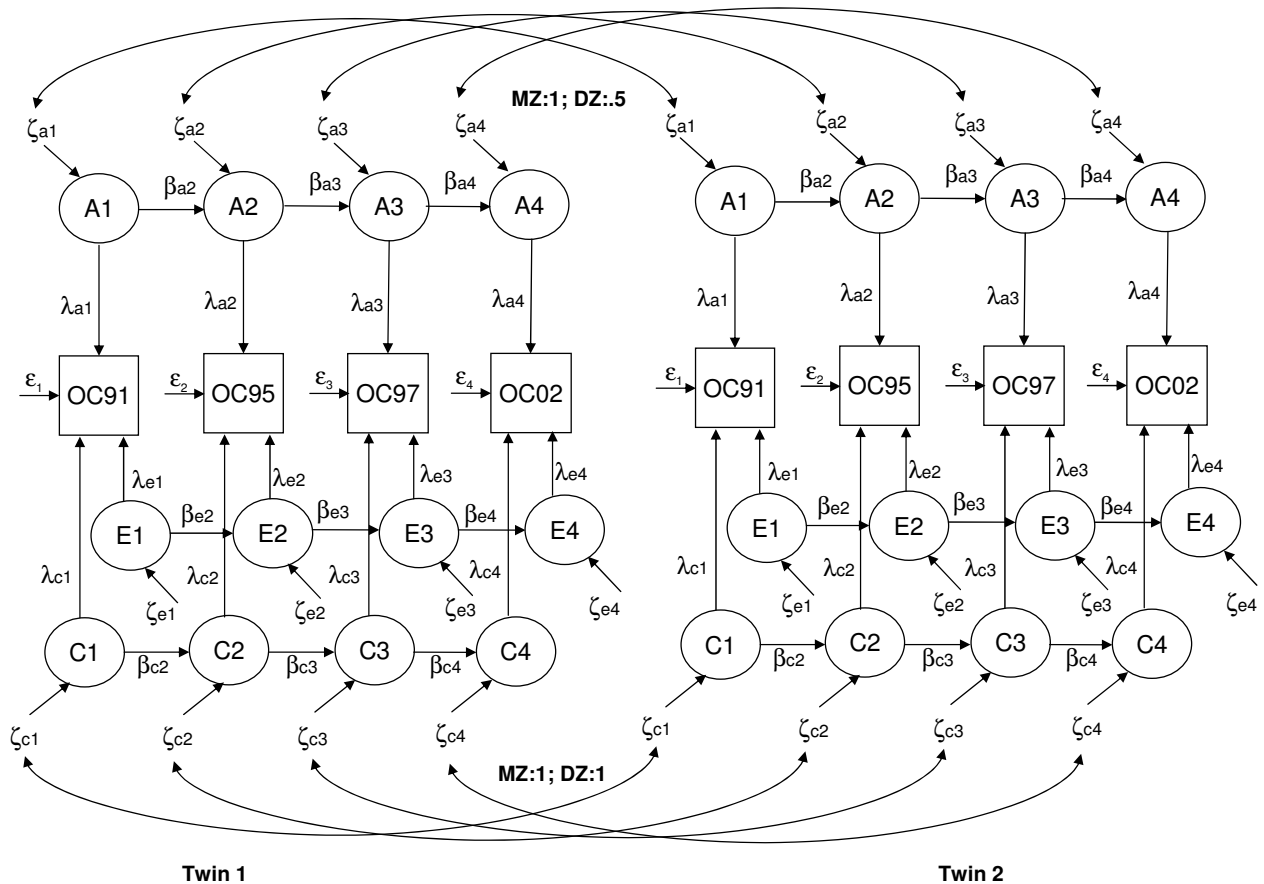 MZ:1; DZ:.5
ζa1 ζa2 ζa3 ζa4 ζa1 ζa2 ζa3 ζa4
βa2 βa3 βa4 βa2 βa3 βa4
A1 A2 A3 A4 A1 A2 A3 A4
λa1 λa2 λa3 λa4 λa1 λa2 λa3 λa4
ε1 OC91 ε2 OC95 ε3 OC97 ε4 OC02 ε1 OC91 ε2 OC95 ε3 OC97 ε4 OC02
λe1 λe2 λe3 λe4 λe1 λe2 λe3 λe4
βe2 βe3 βe4 βe2 βe3 βe4
E1 E2 E3 E4 E1 E2 E3 E4
λc1 λc2 λc3 λc4 λc1 λc2 λc3 λc4
ζe1 ζe2 ζe3 ζe4 ζe1 ζe2 ζe3 ζe4
C1 C2 C3 C4 C1 C2 C3 C4
βc2 βc3 βc4 βc2 βc3 βc4
ζc1 ζc2 ζc3 ζc4 ζc1 ζc2 ζc3 ζc4
MZ:1; DZ:1
Twin 1 Twin 2